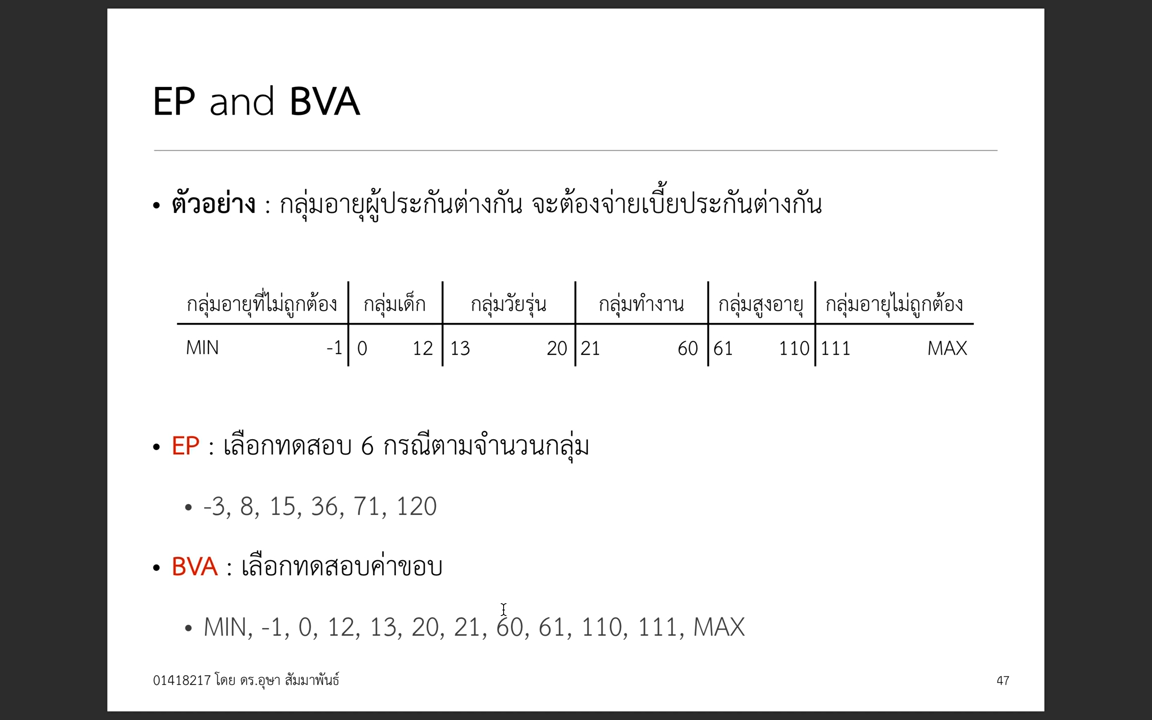 EP and BVA
• ตัวอย่าง : กลุ่มอายุผู้ประกันต่างกัน จะต้องจ่ายเบี้ยประกันต่างกัน
กลุ่มอายุที่ไม่ถูกต้อง กลุ่มเด็ก กลุ่มวัยรุ่น กลุ่มทำงาน กลุ่มสูงอายุ กลุ่มอายุไม่ถูกต้อง
MIN -1 0 12 13 20 21 60 61 110 111 MAX
• EP : เลือกทดสอบ 6 กรณีตามจำนวนกลุ่ม
• -3, 8, 15, 36, 71, 120
• BVA : เลือกทดสอบค่าขอบ
• MIN, -1, 0, 12, 13, 20, 21, 60, 61, 110, 111, MAX
01418217 โดย ดร.อุษา สัมมาพันธ์ 47